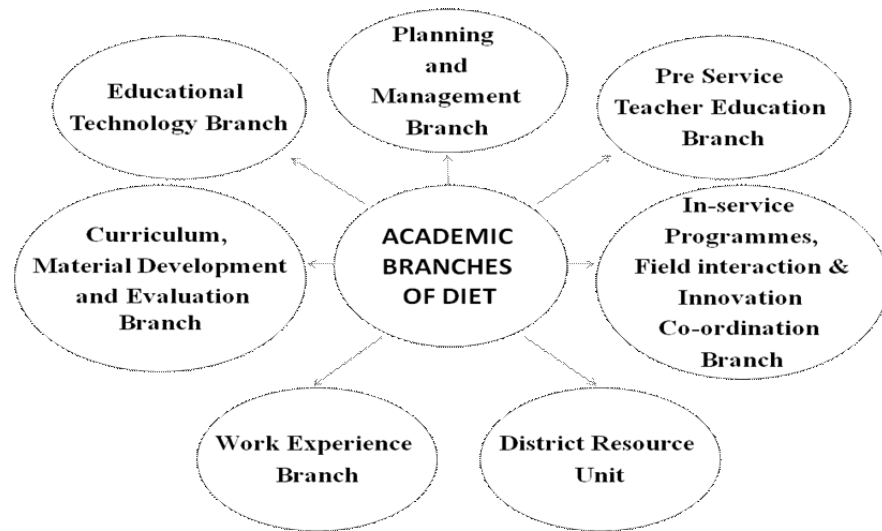 Planning
and
Management
Branch
Educational
Technology Branch
Pre Service
Teacher Education
Branch
Curriculum,
Material Development
and Evaluation
Branch
ACADEMIC
BRANCHES
OF DIET
In-service
Programmes,
Field interaction &
Innovation
Co-ordination
Branch
Work Experience
Branch
District Resource
Unit